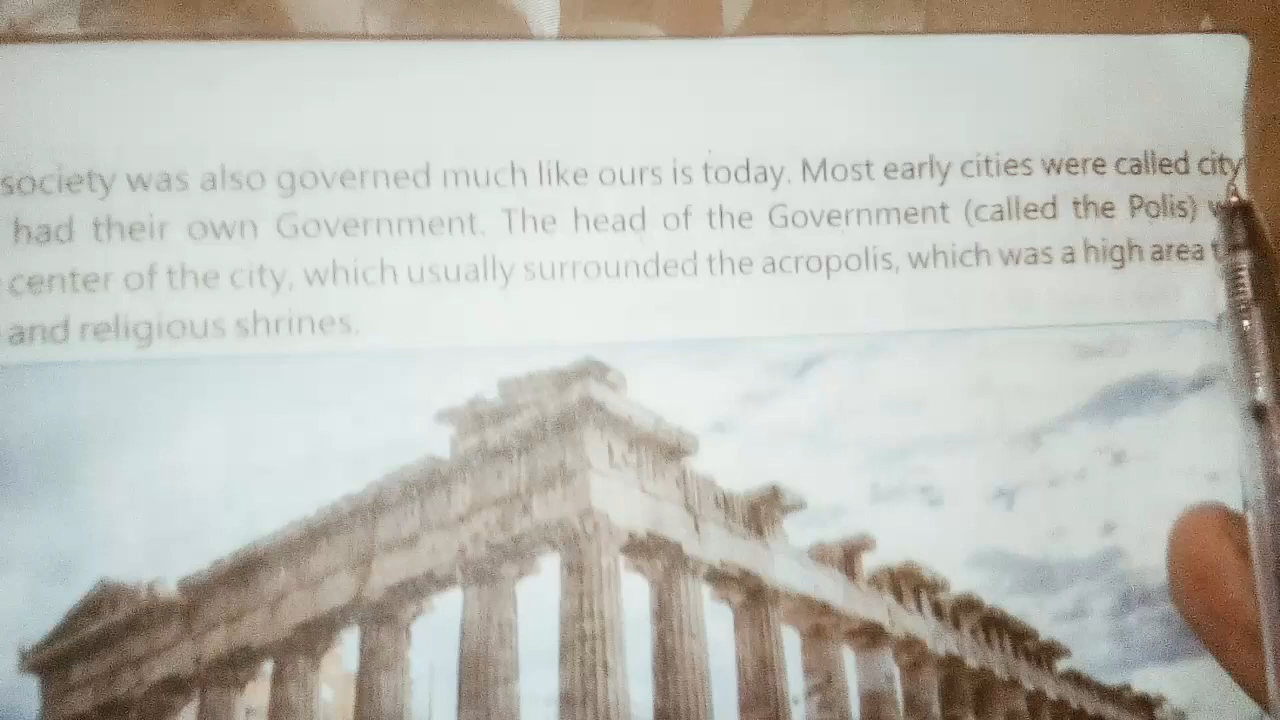 society was also governed much like ours is today. Most early cities were called city
had their own Government. The head of the Government (called the Polis)
center of the city, which usually surrounded the acropolis, which was a high area
and religious shrines.